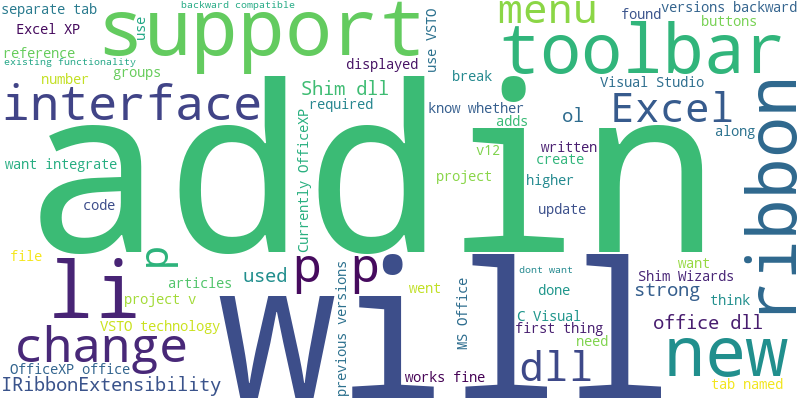 separate tab
backward compatible
support
use
use VSTO
menu
found
versions backward
Excel XP
buttons
reference
toolbar
existing functionality
displayed
number
groups
break
Visual Studio
Shim dll
interface
required
know whether
Excel
ribbon
adds
ol
along
addin
Currently OfficeXP
written
v12
want integrate
create
project
higher
code
update
p
file
li
p p
will
want
dont want
used
Shim Wizards
articles
went
done
strong
project v
previous versions
MS Office
think
C Visual
office dll
VSTO technology
first thing
change
need
new
OfficeXP office
dll
works fine
IRibbonExtensibility
tab named